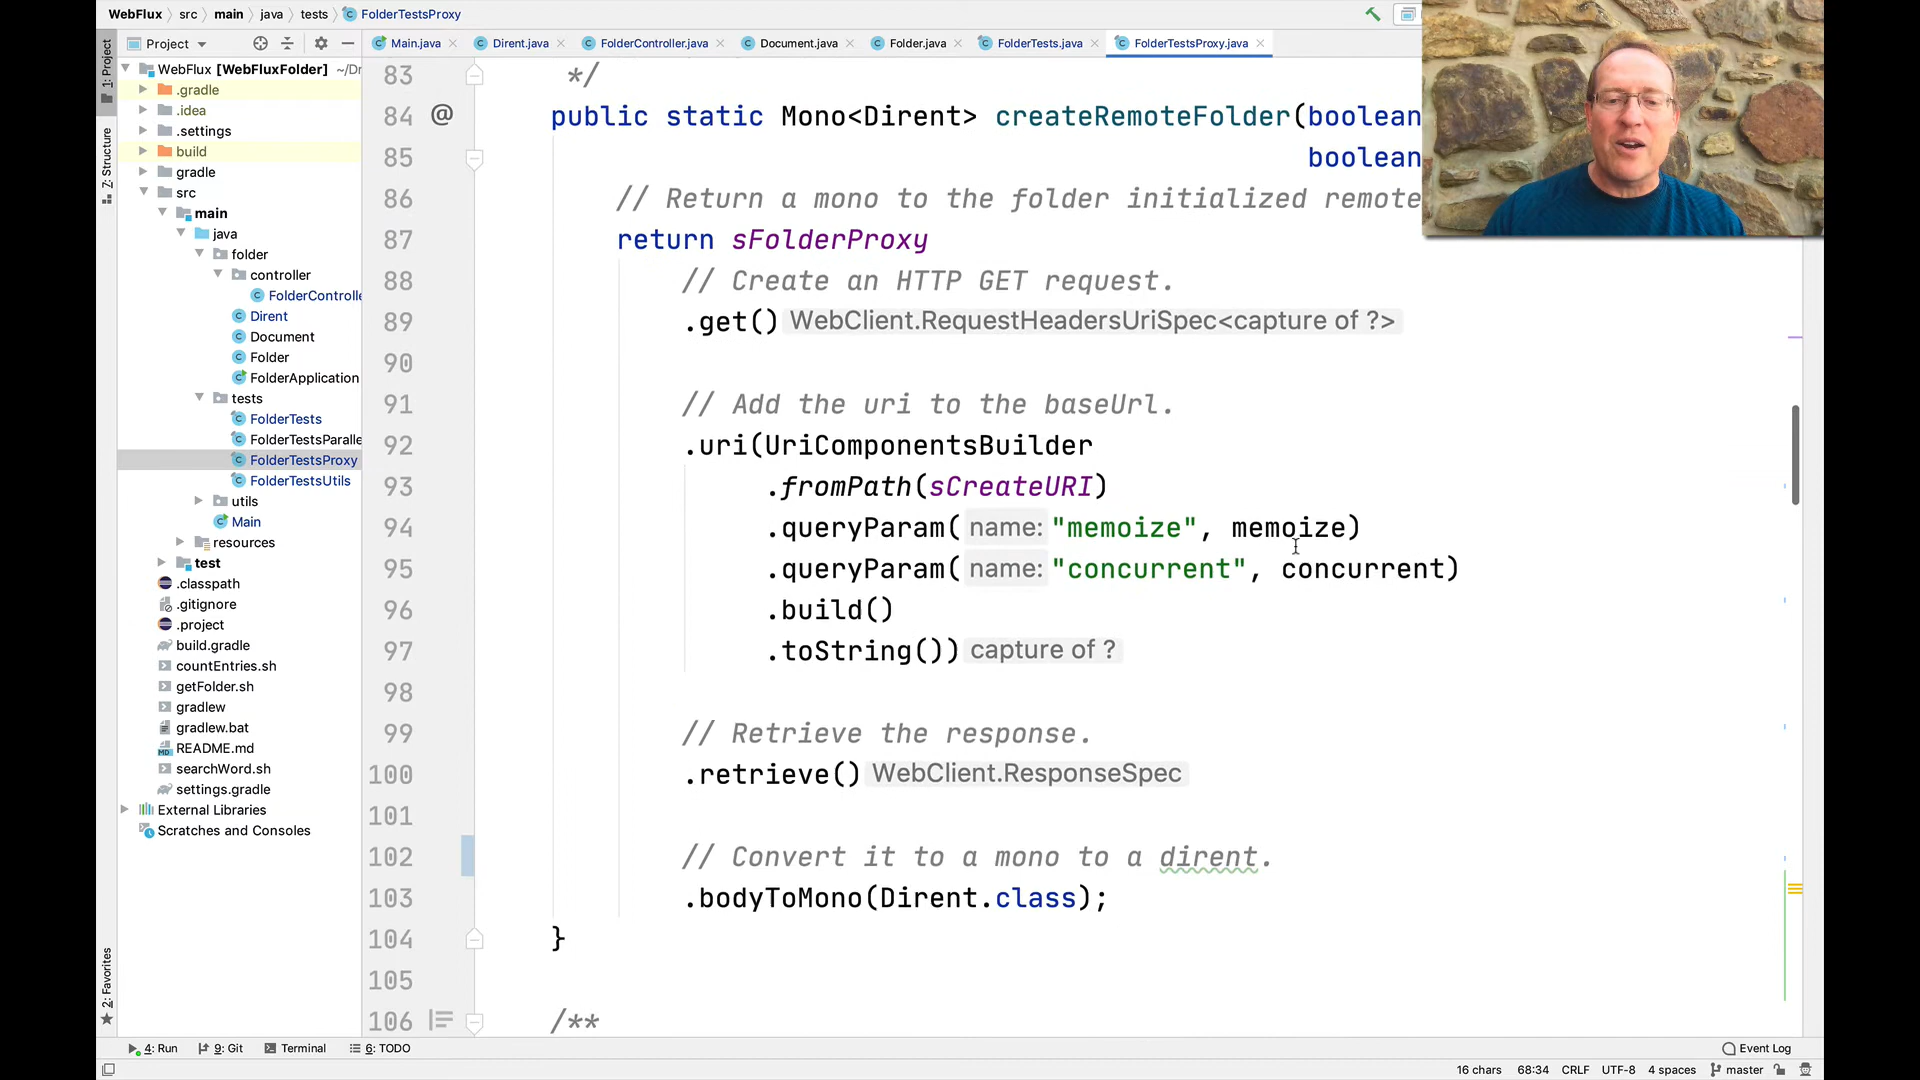 WebFlux src main java tests FolderTestsProxy
Project
Main.java Dirent.java FolderController.java Document.java Folder.java FolderTests.java FolderTestsProxy.java
1: Project
Z: Structure
2: Favorites
WebFlux [WebFluxFolder] ~/Dr
.gradle
.idea
.settings
build
gradle
src
main
java
folder
controller
FolderControlle
Dirent
Document
Folder
FolderApplication
tests
FolderTests
FolderTestsParalle
FolderTestsProxy
FolderTestsUtils
utils
Main
resources
test
.classpath
.gitignore
.project
build.gradle
countEntries.sh
getFolder.sh
gradlew
gradlew.bat
README.md
searchWord.sh
settings.gradle
External Libraries
Scratches and Consoles
83 */
84 @ public static Mono<Dirent> createRemoteFolder(boolean
85 boolean
86 // Return a mono to the folder initialized remote
87 return sFolderProxy
88 // Create an HTTP GET request.
89 .get() WebClient.RequestHeadersUriSpec<capture of ?>
90
91 // Add the uri to the baseUrl.
92 .uri(UriComponentsBuilder
93 .fromPath(sCreateURI)
94 .queryParam( name: "memoize", memoize)
95 .queryParam( name: "concurrent", concurrent)
96 .build()
97 .toString()) capture of ?
98
99 // Retrieve the response.
100 .retrieve() WebClient.ResponseSpec
101
102 // Convert it to a mono to a dirent.
103 .bodyToMono(Dirent.class);
104 }
105
106 /**
4: Run 9: Git Terminal 6: TODO Event Log
16 chars 68:34 CRLF UTF-8 4 spaces master